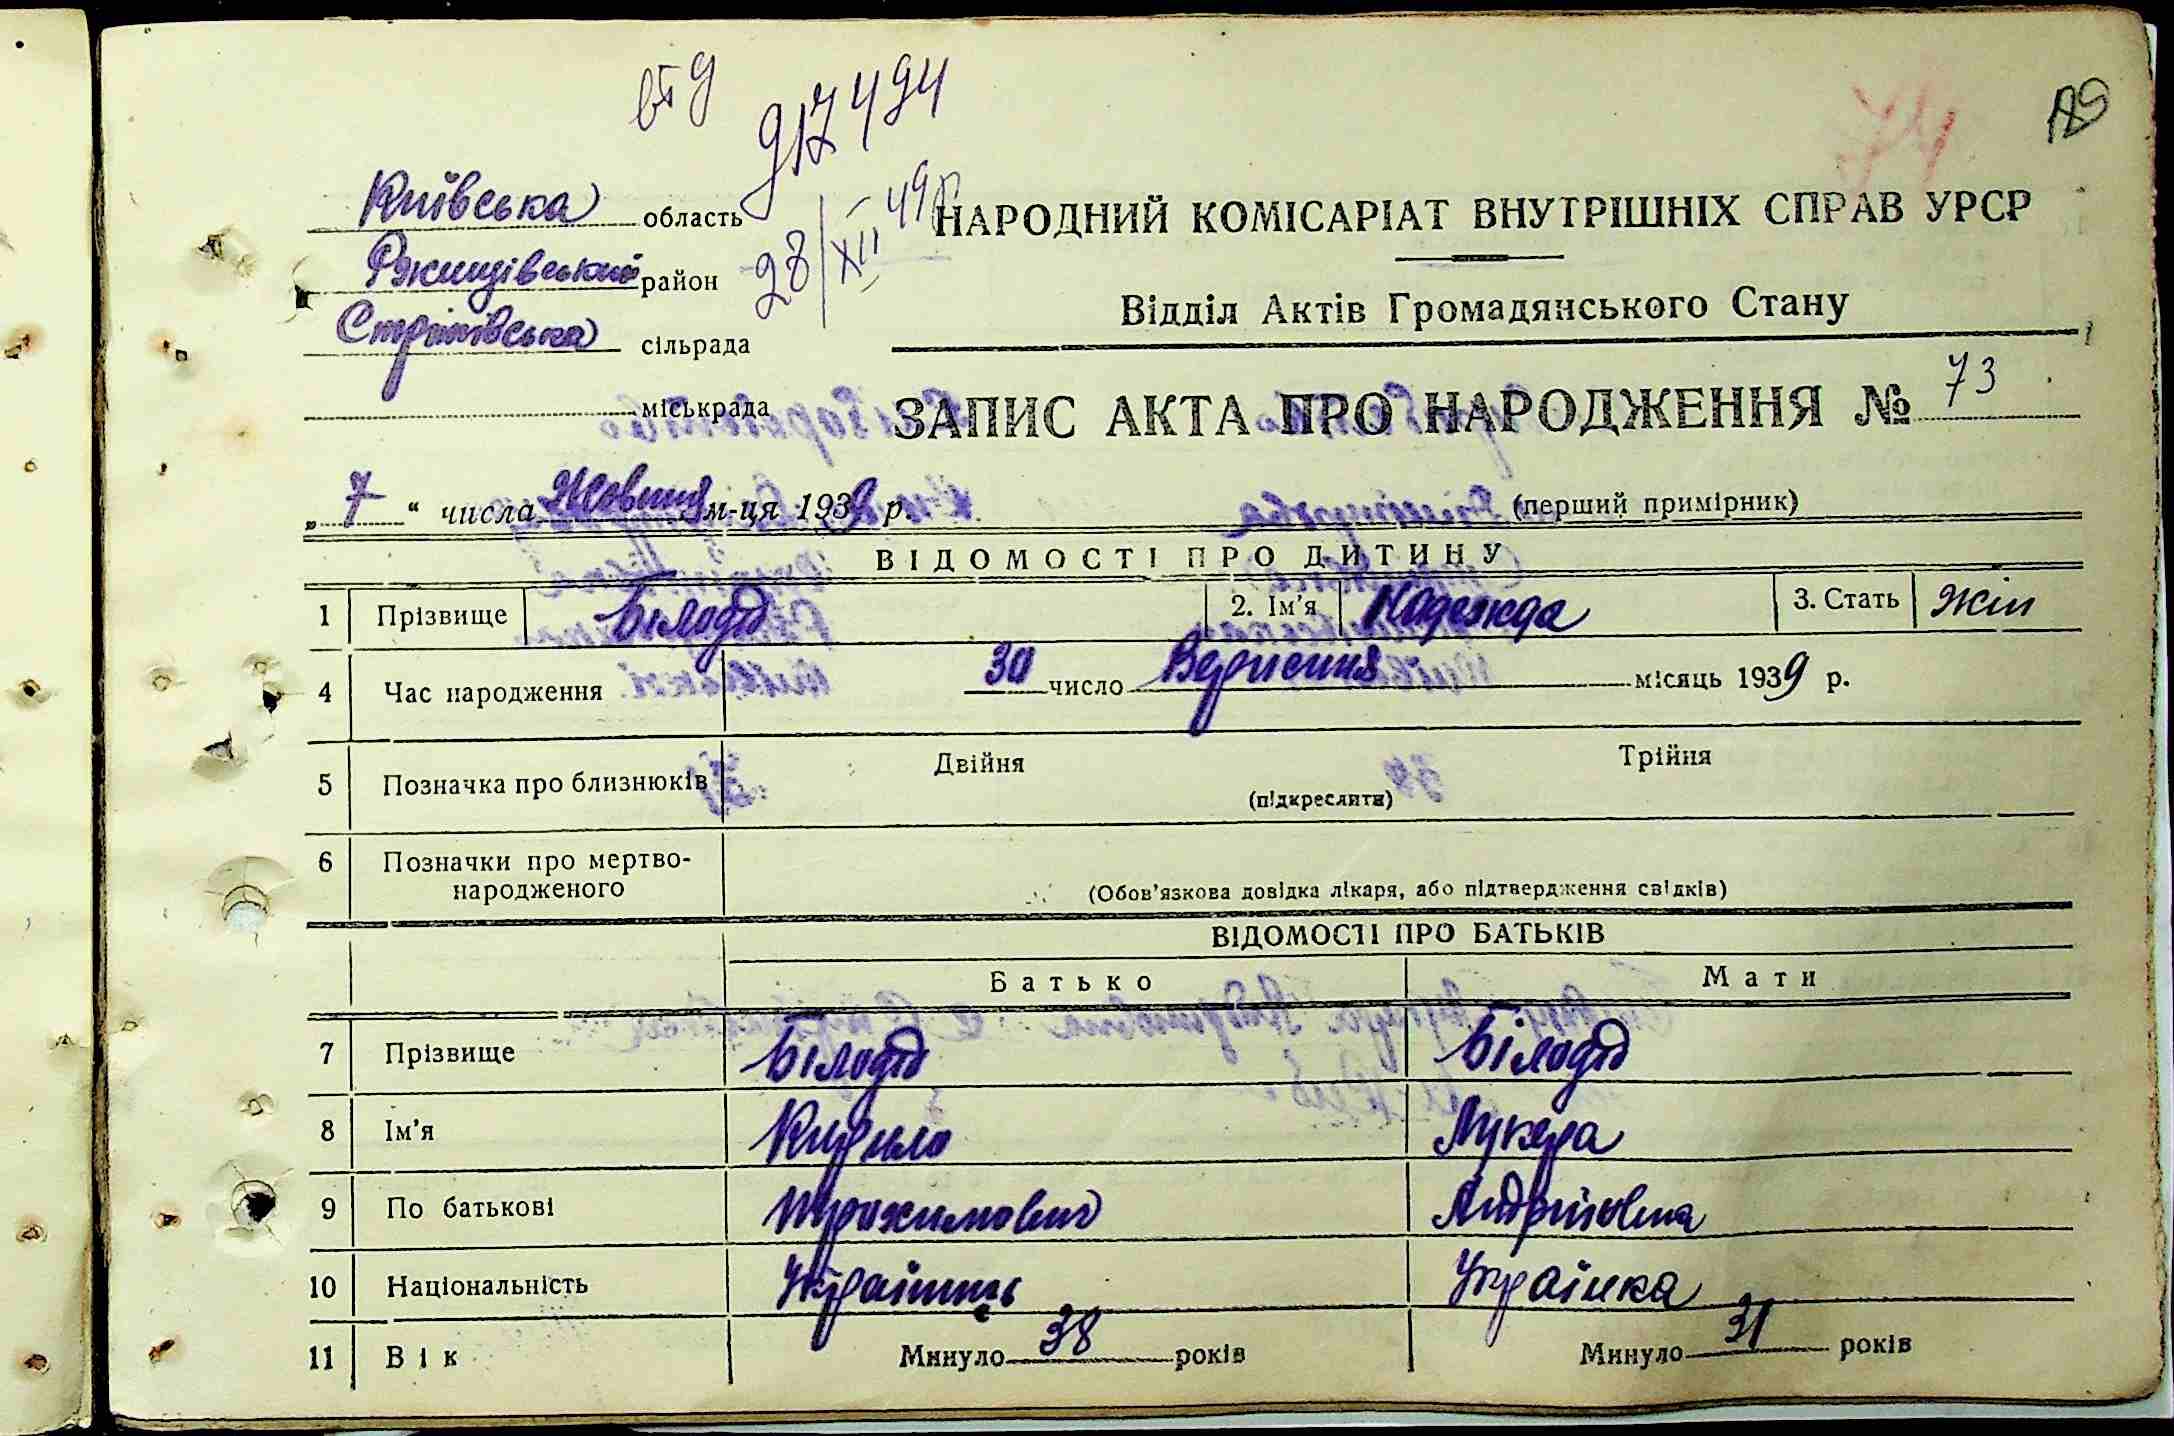 917494
28/XII 49 р
73
Київська область
НАРОДНИЙ КОМІСАРІАТ ВНУТРІШНІХ СПРАВ УРСР
Ржищівський район
Відділ Актів Громадянського Стану
Стріпівська сільрада
міськрада
ЗАПИС АКТА ПРО НАРОДЖЕННЯ №
„ 7 “ числа Жовтня м-ця 1939 р.
(перший примірник)
ВІДОМОСТІ ПРО ДИТИНУ
1 Прізвище Білодід 2. Ім’я Надежда 3. Стать жін
4 Час народження 30 число Вересня місяць 1939 р.
5 Позначка про близнюків Двійня Трійня
(підкреслити)
6 Позначки про мертво-
народженого
(Обов’язкова довідка лікаря, або підтвердження свідків)
ВІДОМОСТІ ПРО БАТЬКІВ
Батько Мати
7 Прізвище Білодід Білодід
8 Ім’я Кирило Лукера
9 По батькові Трохимович Андріївна
10 Національність Українець Українка
11 Вік Минуло 38 років Минуло 31 років